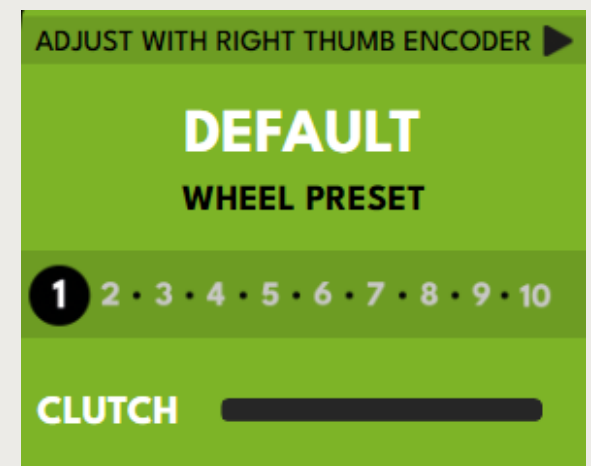 ADJUST WITH RIGHT THUMB ENCODER
DEFAULT
WHEEL PRESET
1 2 • 3 • 4 • 5 • 6 • 7 • 8 • 9 • 10
CLUTCH